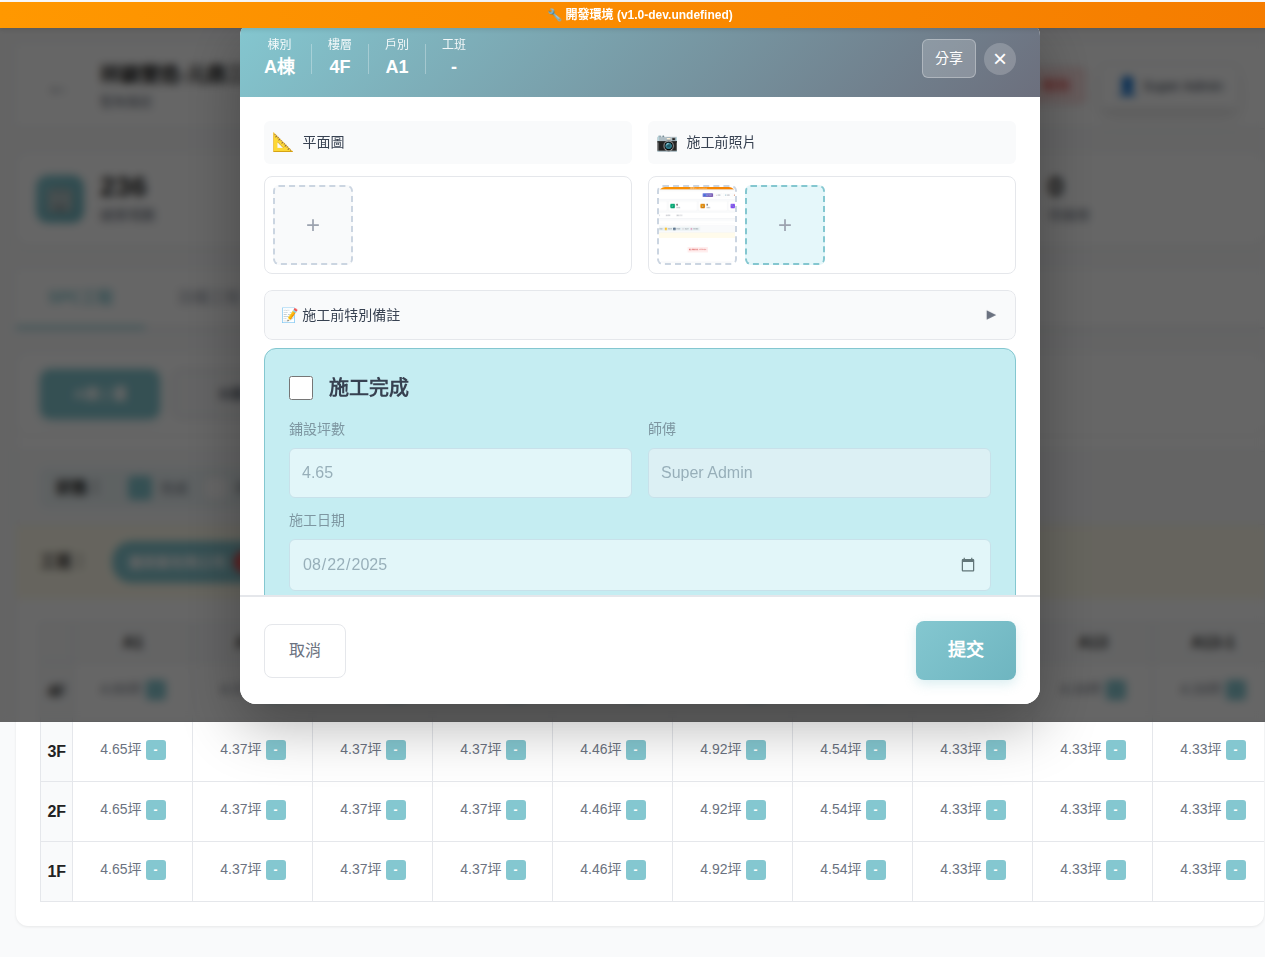 🔧 開發環境 (v1.0-dev.undefined)
棟別 樓層 戶別 工班
A棟 4F A1 -
分享 ✕
📐 平面圖 📷 施工前照片
+ +
📝 施工前特別備註 ▶
施工完成
鋪設坪數 師傅
4.65 Super Admin
施工日期
08/22/2025
取消 提交
236 0
Super Admin
A1
3F 4.65坪 - 4.37坪 - 4.37坪 - 4.37坪 - 4.46坪 - 4.92坪 - 4.54坪 - 4.33坪 - 4.33坪 - 4.33坪 -
2F 4.65坪 - 4.37坪 - 4.37坪 - 4.37坪 - 4.46坪 - 4.92坪 - 4.54坪 - 4.33坪 - 4.33坪 - 4.33坪 -
1F 4.65坪 - 4.37坪 - 4.37坪 - 4.37坪 - 4.46坪 - 4.92坪 - 4.54坪 - 4.33坪 - 4.33坪 - 4.33坪 -